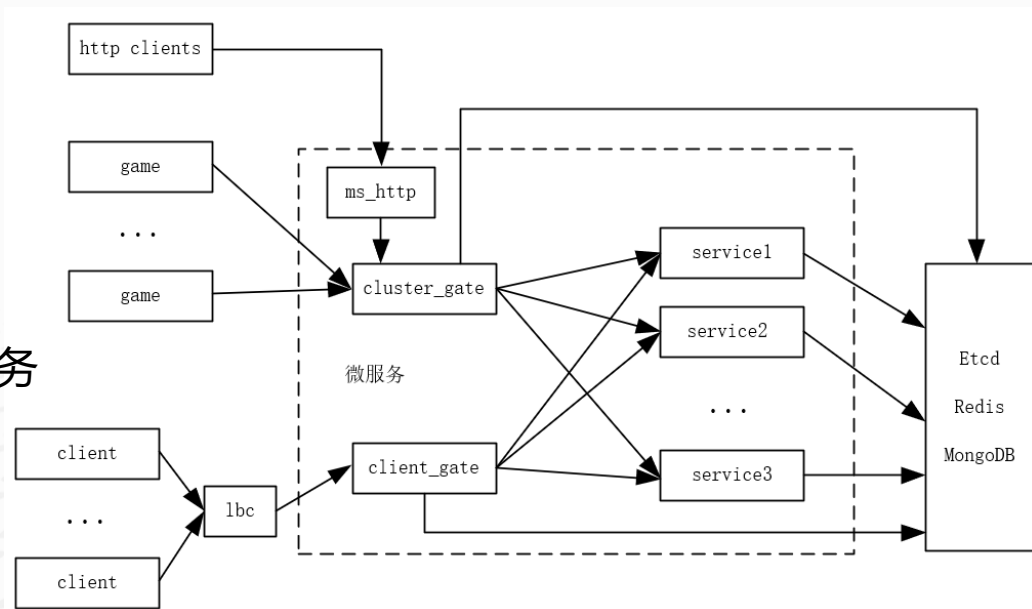 http clients
game
...
game
ms_http
cluster_gate
service1
service2
...
service3
微服务
务
client
...
client
lbc
client_gate
Etcd
Redis
MongoDB